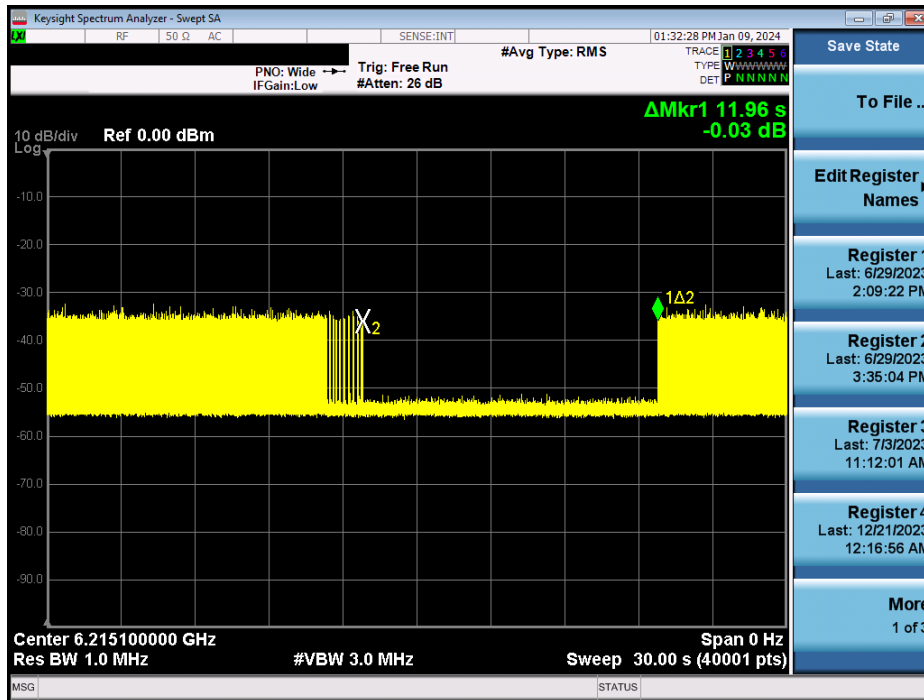 Keysight Spectrum Analyzer - Swept SA
LXI RF 50 Ω AC SENSE:INT 01:32:28 PM Jan 09, 2024
#Avg Type: RMS
TRACE 1 2 3 4 5 6
TYPE W W W W W W
DET P N N N N N
PNO: Wide
IFGain:Low
Trig: Free Run
#Atten: 26 dB
ΔMkr1 11.96 s
-0.03 dB
10 dB/div Ref 0.00 dBm
Log
-10.0
-20.0
-30.0
-40.0
-50.0
-60.0
-70.0
-80.0
-90.0
X2
1Δ2
Center 6.215100000 GHz
Span 0 Hz
Res BW 1.0 MHz
#VBW 3.0 MHz
Sweep 30.00 s (40001 pts)
MSG
STATUS
Save State
To File ..
Edit Register
Names
Register 1
Last: 6/29/2023
2:09:22 PM
Register 2
Last: 6/29/2023
3:35:04 PM
Register 3
Last: 7/3/2023
11:12:01 AM
Register 4
Last: 12/21/2023
12:16:56 AM
More
1 of 3